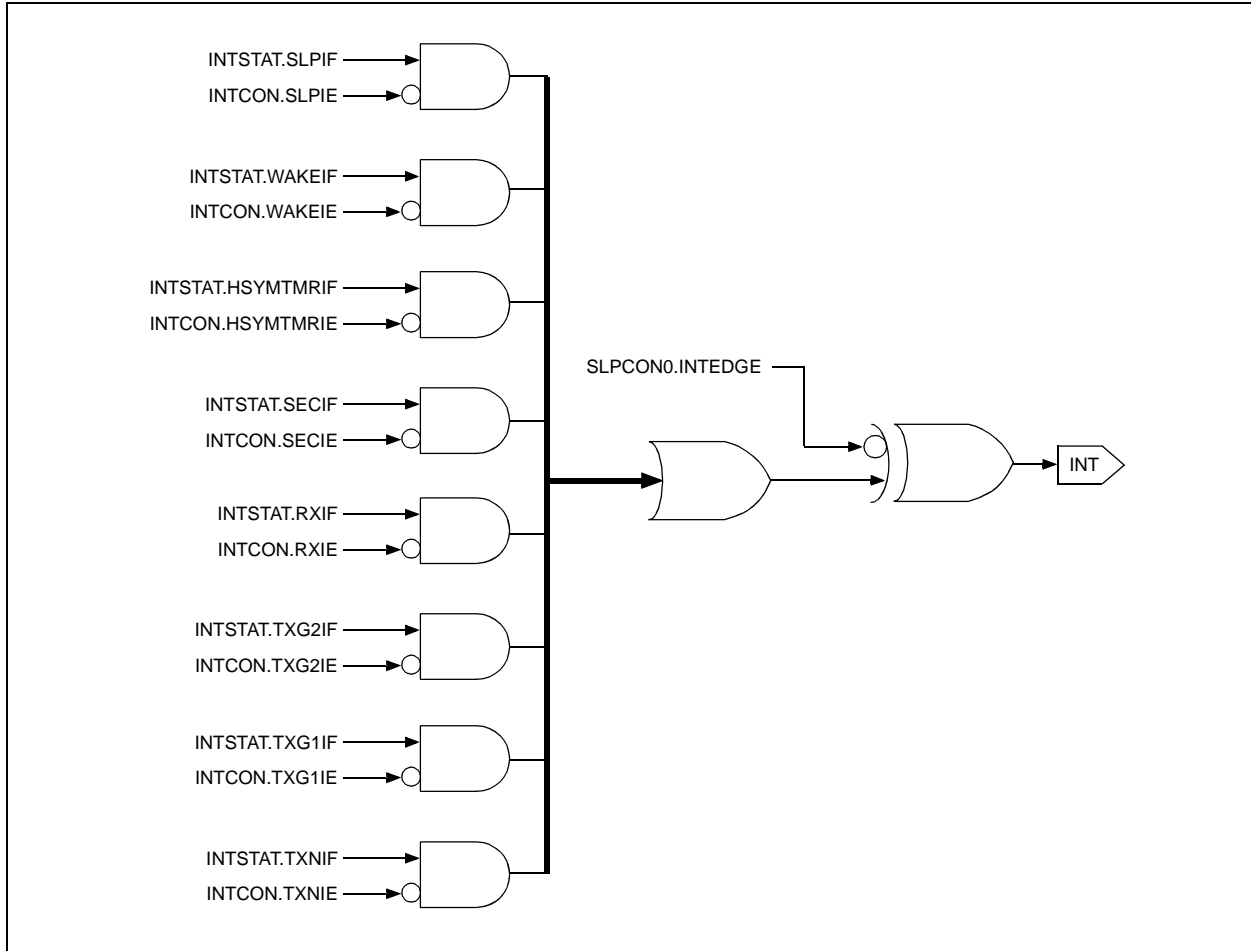 INTSTAT.SLPIF
INTCON.SLPIE
INTSTAT.WAKEIF
INTCON.WAKEIE
INTSTAT.HSYMTMRIF
INTCON.HSYMTMRIE
SLPCON0.INTEDGE
INTSTAT.SECIF
INTCON.SECIE
INT
INTSTAT.RXIF
INTCON.RXIE
INTSTAT.TXG2IF
INTCON.TXG2IE
INTSTAT.TXG1IF
INTCON.TXG1IE
INTSTAT.TXNIF
INTCON.TXNIE